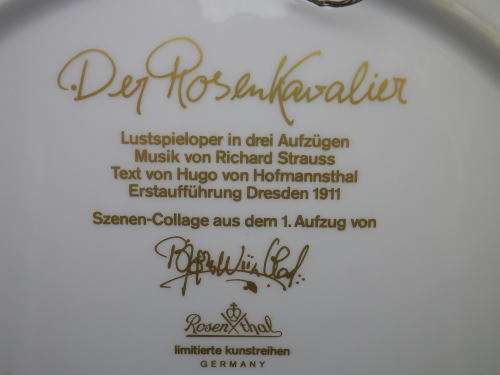 Der Rosenkavalier
Lustspieloper in drei Aufzügen
Musik von Richard Strauss
Text von Hugo von Hofmannsthal
Erstaufführung Dresden 1911
Szenen-Collage aus dem 1. Aufzug von
Rosenthal
limitierte kunstreihen
GERMANY